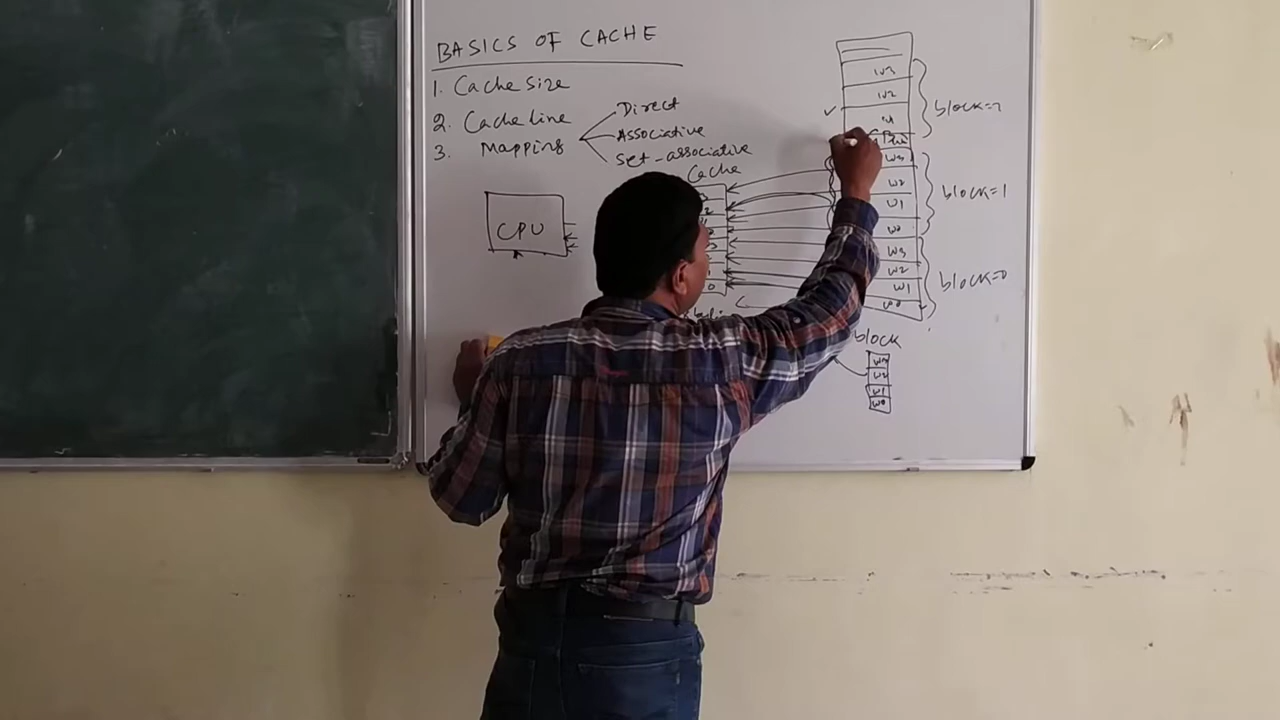 BASICS OF CACHE
1. Cache Size
2. Cache line
3. Mapping
Direct
Associative
Set-associative
Cache
CPU
W3
W2
block=2
W3
W2
W1
W0
block=1
W3
W2
W1
W0
block=0
block
W3
W2
W1
W0